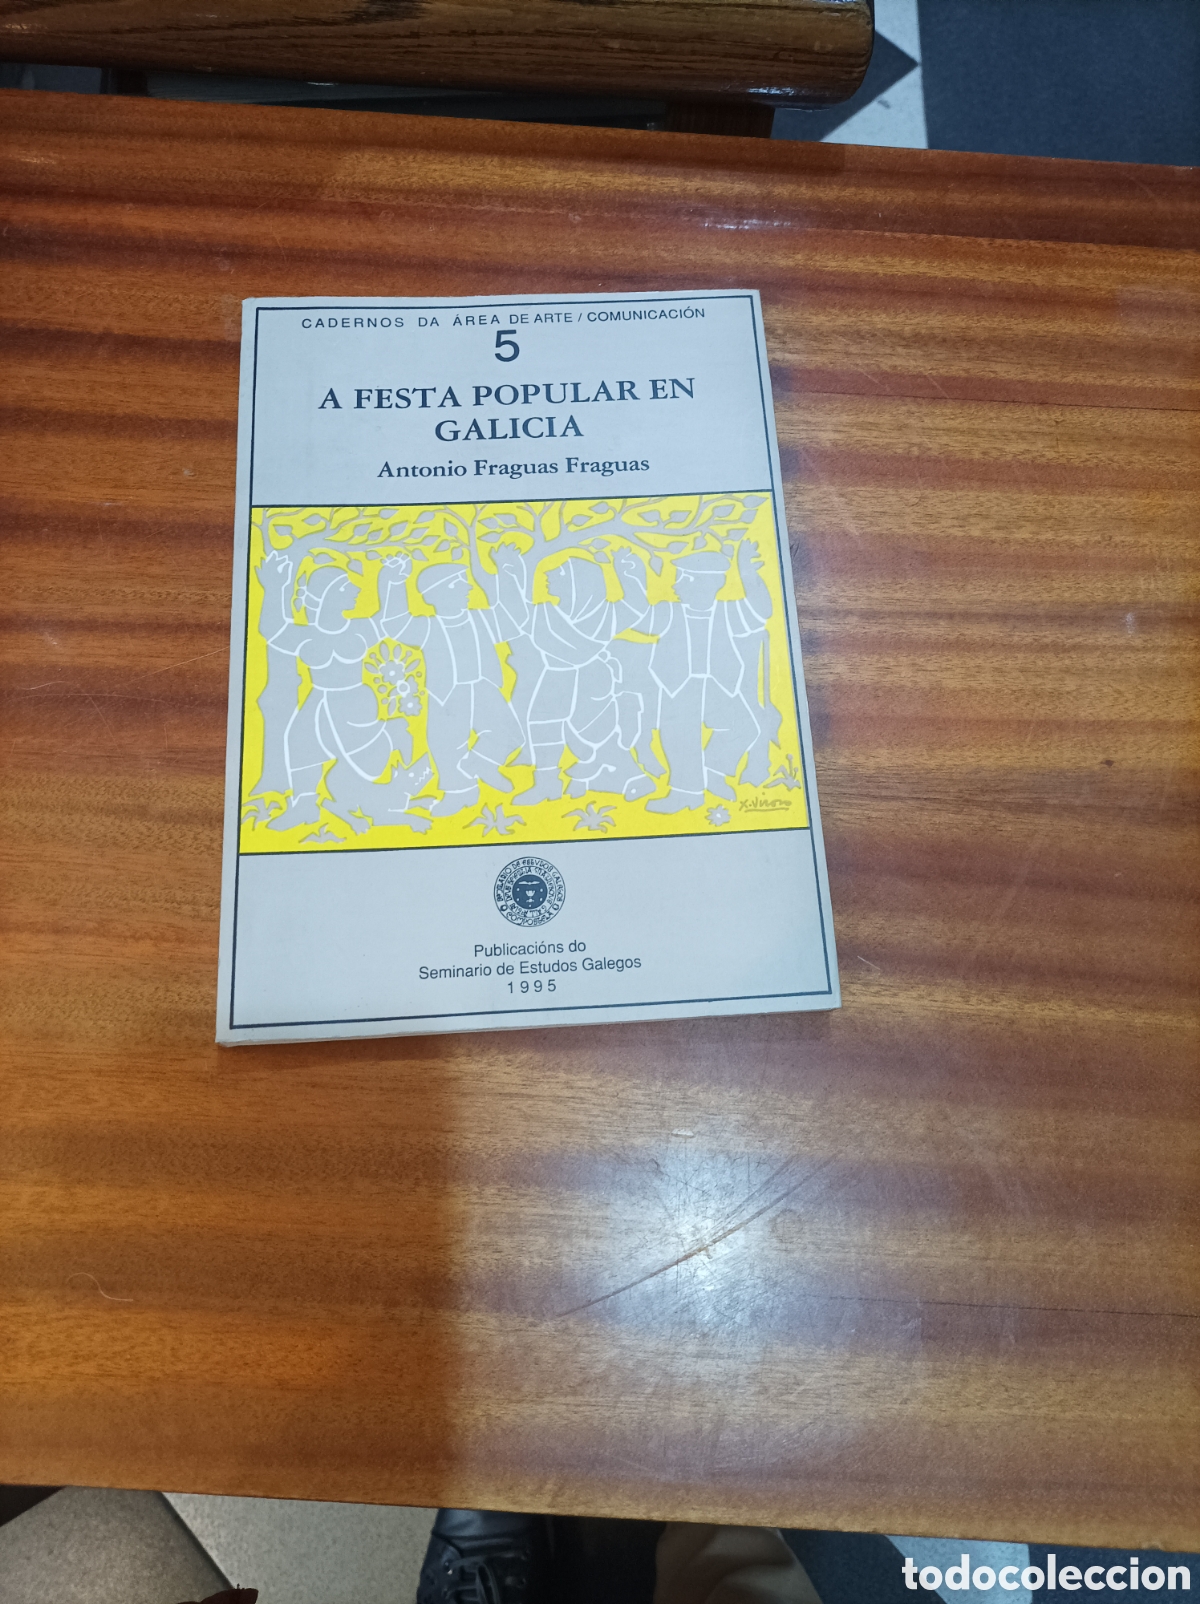 CADERNOS DA ÁREA DE ARTE / COMUNICACIÓN
5
A FESTA POPULAR EN
GALICIA
Antonio Fraguas Fraguas
X. Vizoso
Publicacións do
Seminario de Estudos Galegos
1995
todocoleccion